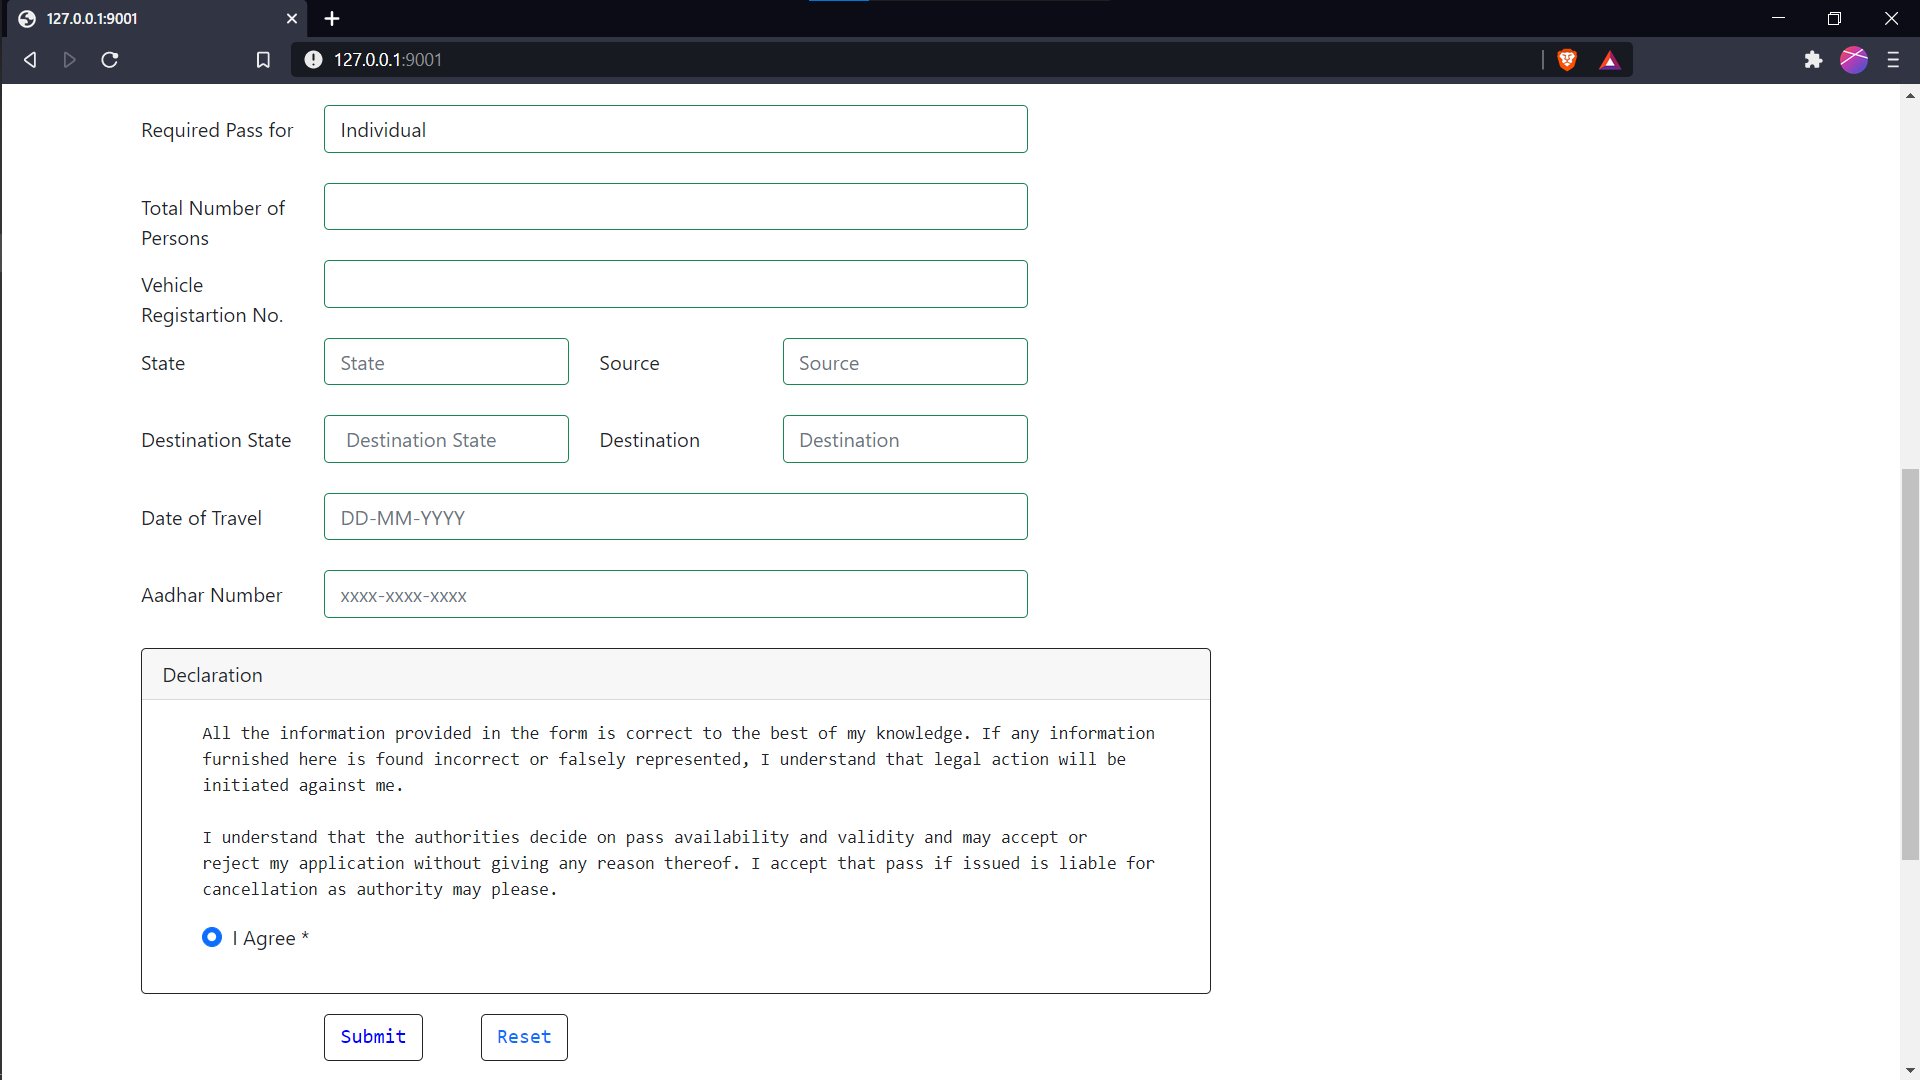 127.0.0.1:9001
127.0.0.1:9001
Required Pass for Individual
Total Number of
Persons
Vehicle
Registartion No.
State State Source Source
Destination State Destination State Destination Destination
Date of Travel DD-MM-YYYY
Aadhar Number xxxx-xxxx-xxxx
Declaration
All the information provided in the form is correct to the best of my knowledge. If any information
furnished here is found incorrect or falsely represented, I understand that legal action will be
initiated against me.
I understand that the authorities decide on pass availability and validity and may accept or
reject my application without giving any reason thereof. I accept that pass if issued is liable for
cancellation as authority may please.
I Agree *
Submit Reset